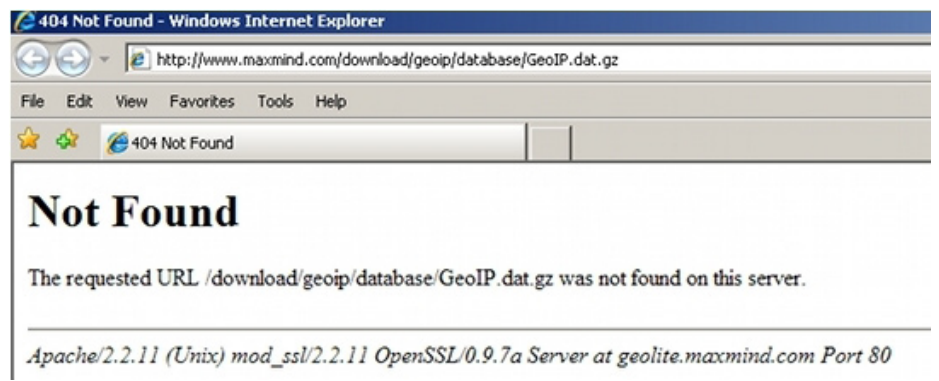 404 Not Found - Windows Internet Explorer
http://www.maxmind.com/download/geoip/database/GeoIP.dat.gz
File Edit View Favorites Tools Help
404 Not Found
Not Found
The requested URL /download/geoip/database/GeoIP.dat.gz was not found on this server.
Apache/2.2.11 (Unix) mod_ssl/2.2.11 OpenSSL/0.9.7a Server at geolite.maxmind.com Port 80